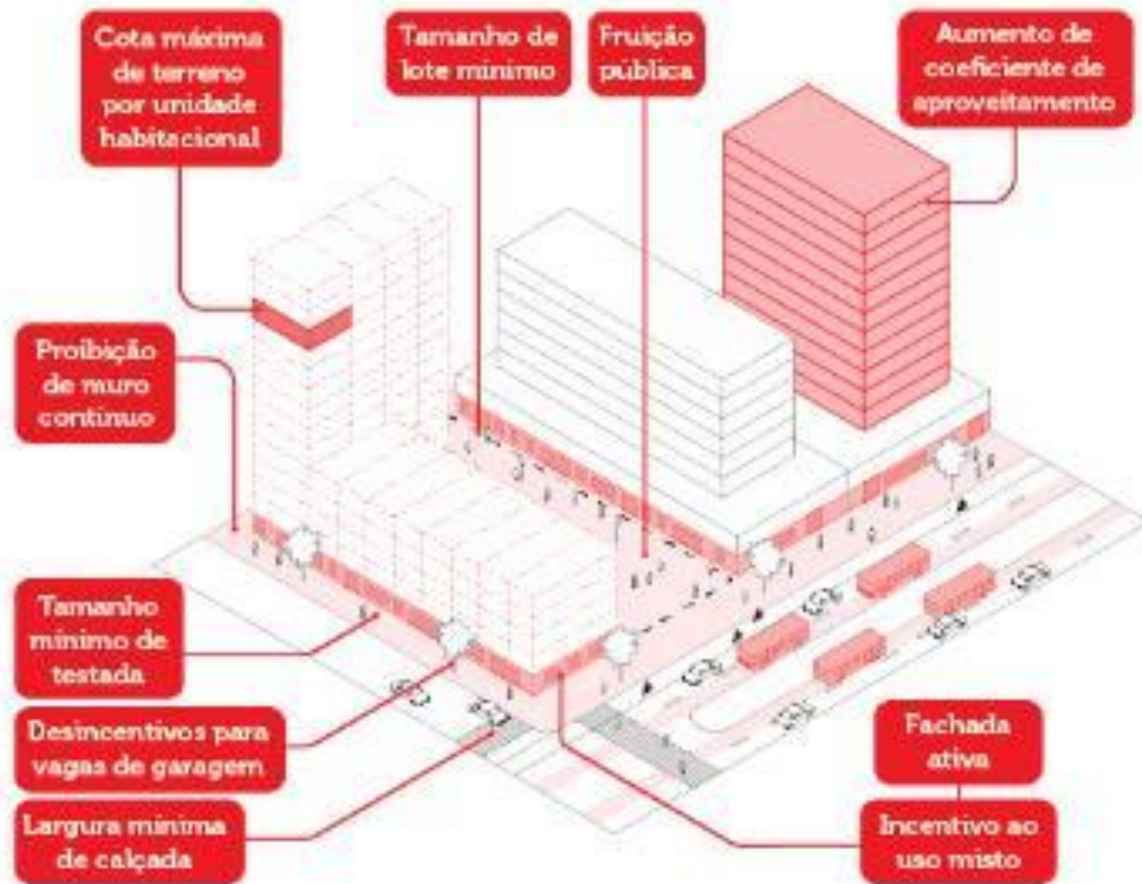 Cota máxima
de terreno
por unidade
habitacional
Tamanho de
lote mínimo
Fruição
pública
Aumento de
coeficiente de
aproveitamento
Proibição
de muro
contínuo
Tamanho
mínimo de
testada
Desincentivos para
vagas de garagem
Largura mínima
de calçada
Fachada
ativa
Incentivo ao
uso misto